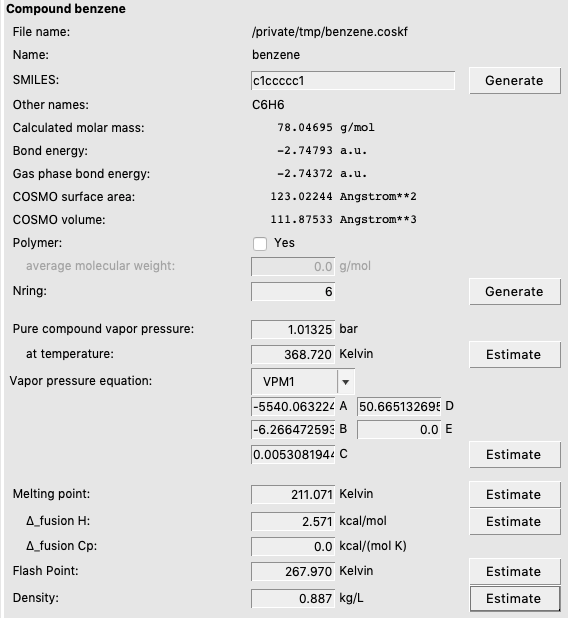 Compound benzene
File name: /private/tmp/benzene.coskf
Name: benzene
SMILES: c1ccccc1 Generate
Other names: C6H6
Calculated molar mass: 78.04695 g/mol
Bond energy: -2.74793 a.u.
Gas phase bond energy: -2.74372 a.u.
COSMO surface area: 123.02244 Angstrom**2
COSMO volume: 111.87533 Angstrom**3
Polymer: Yes
average molecular weight: 0.0 g/mol
Nring: 6 Generate
Pure compound vapor pressure: 1.01325 bar
at temperature: 368.720 Kelvin Estimate
Vapor pressure equation: VPM1
-5540.063224 A 50.665132695 D
-6.266472593 B 0.0 E
0.0053081944 C Estimate
Melting point: 211.071 Kelvin Estimate
Δ_fusion H: 2.571 kcal/mol Estimate
Δ_fusion Cp: 0.0 kcal/(mol K)
Flash Point: 267.970 Kelvin Estimate
Density: 0.887 kg/L Estimate